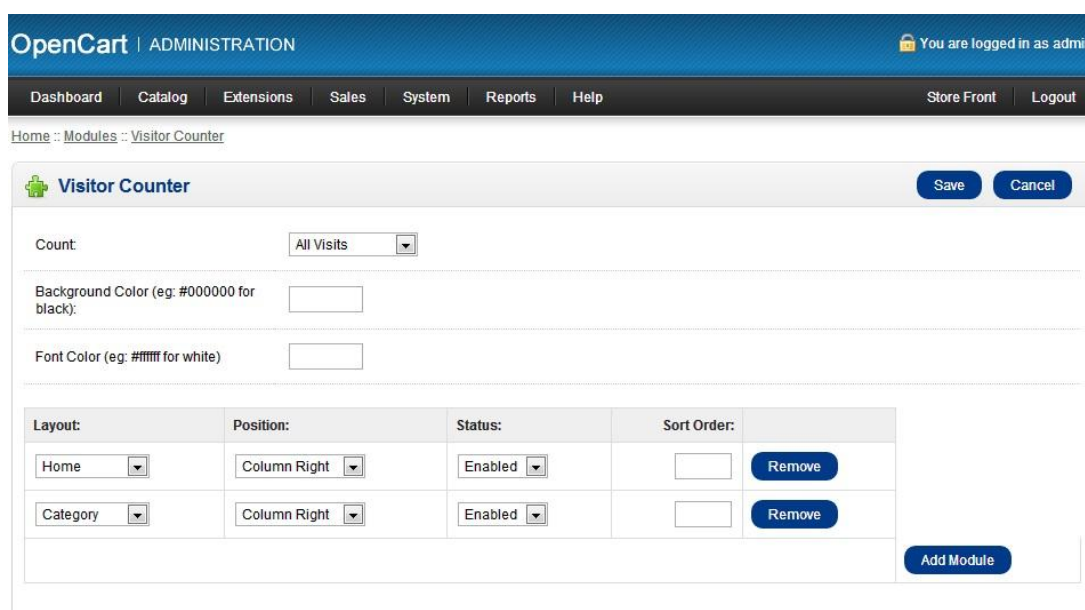 OpenCart | ADMINISTRATION You are logged in as admi
Dashboard Catalog Extensions Sales System Reports Help Store Front Logout
Home :: Modules :: Visitor Counter
Visitor Counter Save Cancel
Count: All Visits
Background Color (eg: #000000 for
black):
Font Color (eg: #ffffff for white)
Layout: Position: Status: Sort Order:
Home Column Right Enabled Remove
Category Column Right Enabled Remove
Add Module